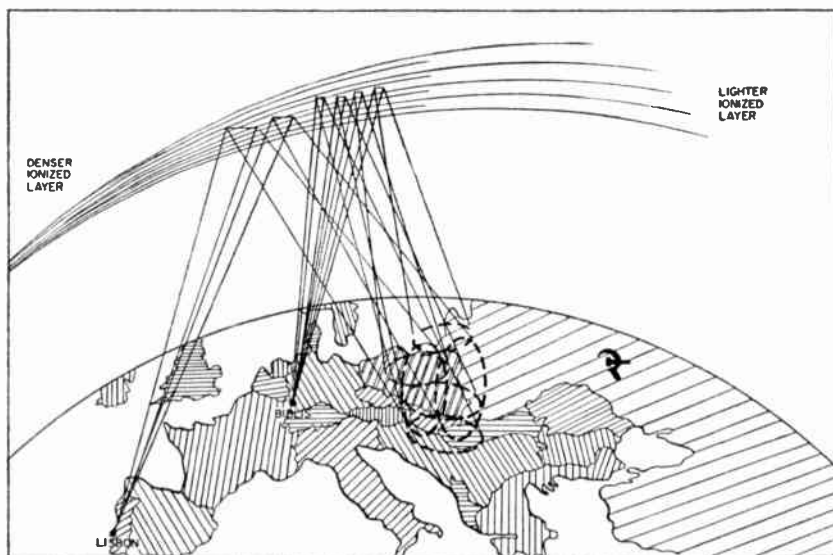 LIGHTER
IONIZED
LAYER
DENSER
IONIZED
LAYER
LISBON